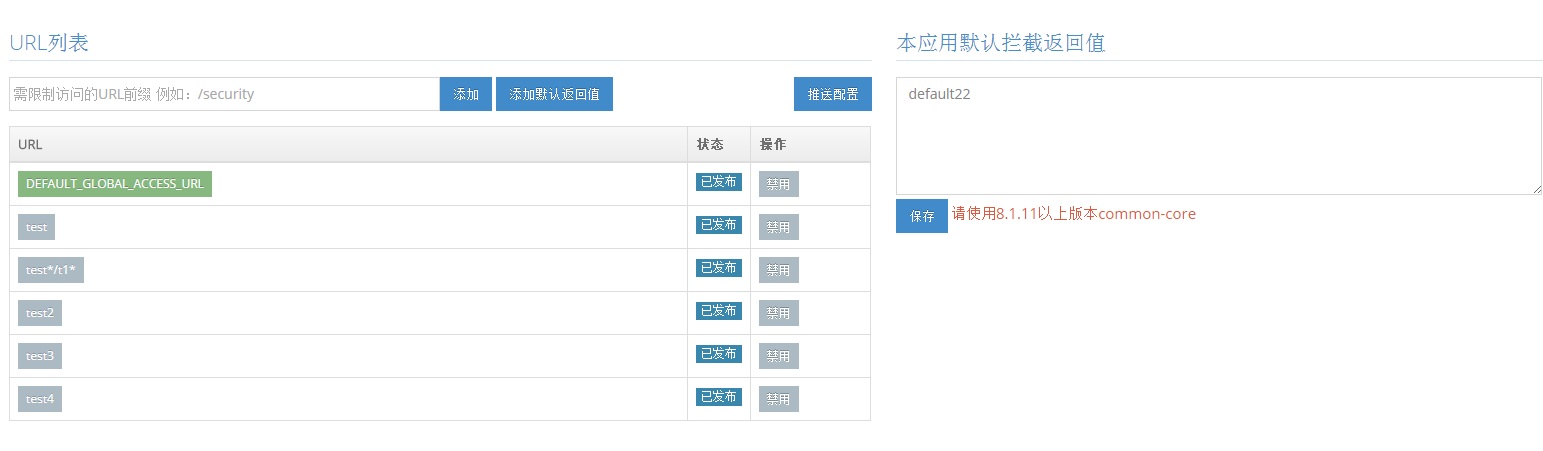 URL列表
需限制访问的URL前缀 例如：/security 添加 添加默认返回值 推送配置
URL 状态 操作
DEFAULT_GLOBAL_ACCESS_URL 已发布 禁用
test 已发布 禁用
test*/t1* 已发布 禁用
test2 已发布 禁用
test3 已发布 禁用
test4 已发布 禁用
本应用默认拦截返回值
default22
保存 请使用8.1.11以上版本common-core